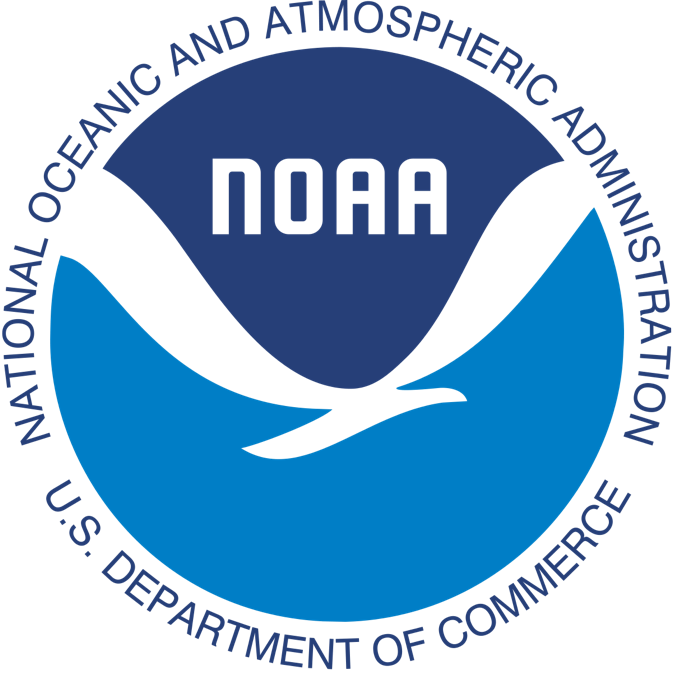 NATIONAL OCEANIC AND ATMOSPHERIC ADMINISTRATION
NOAA
U.S. DEPARTMENT OF COMMERCE